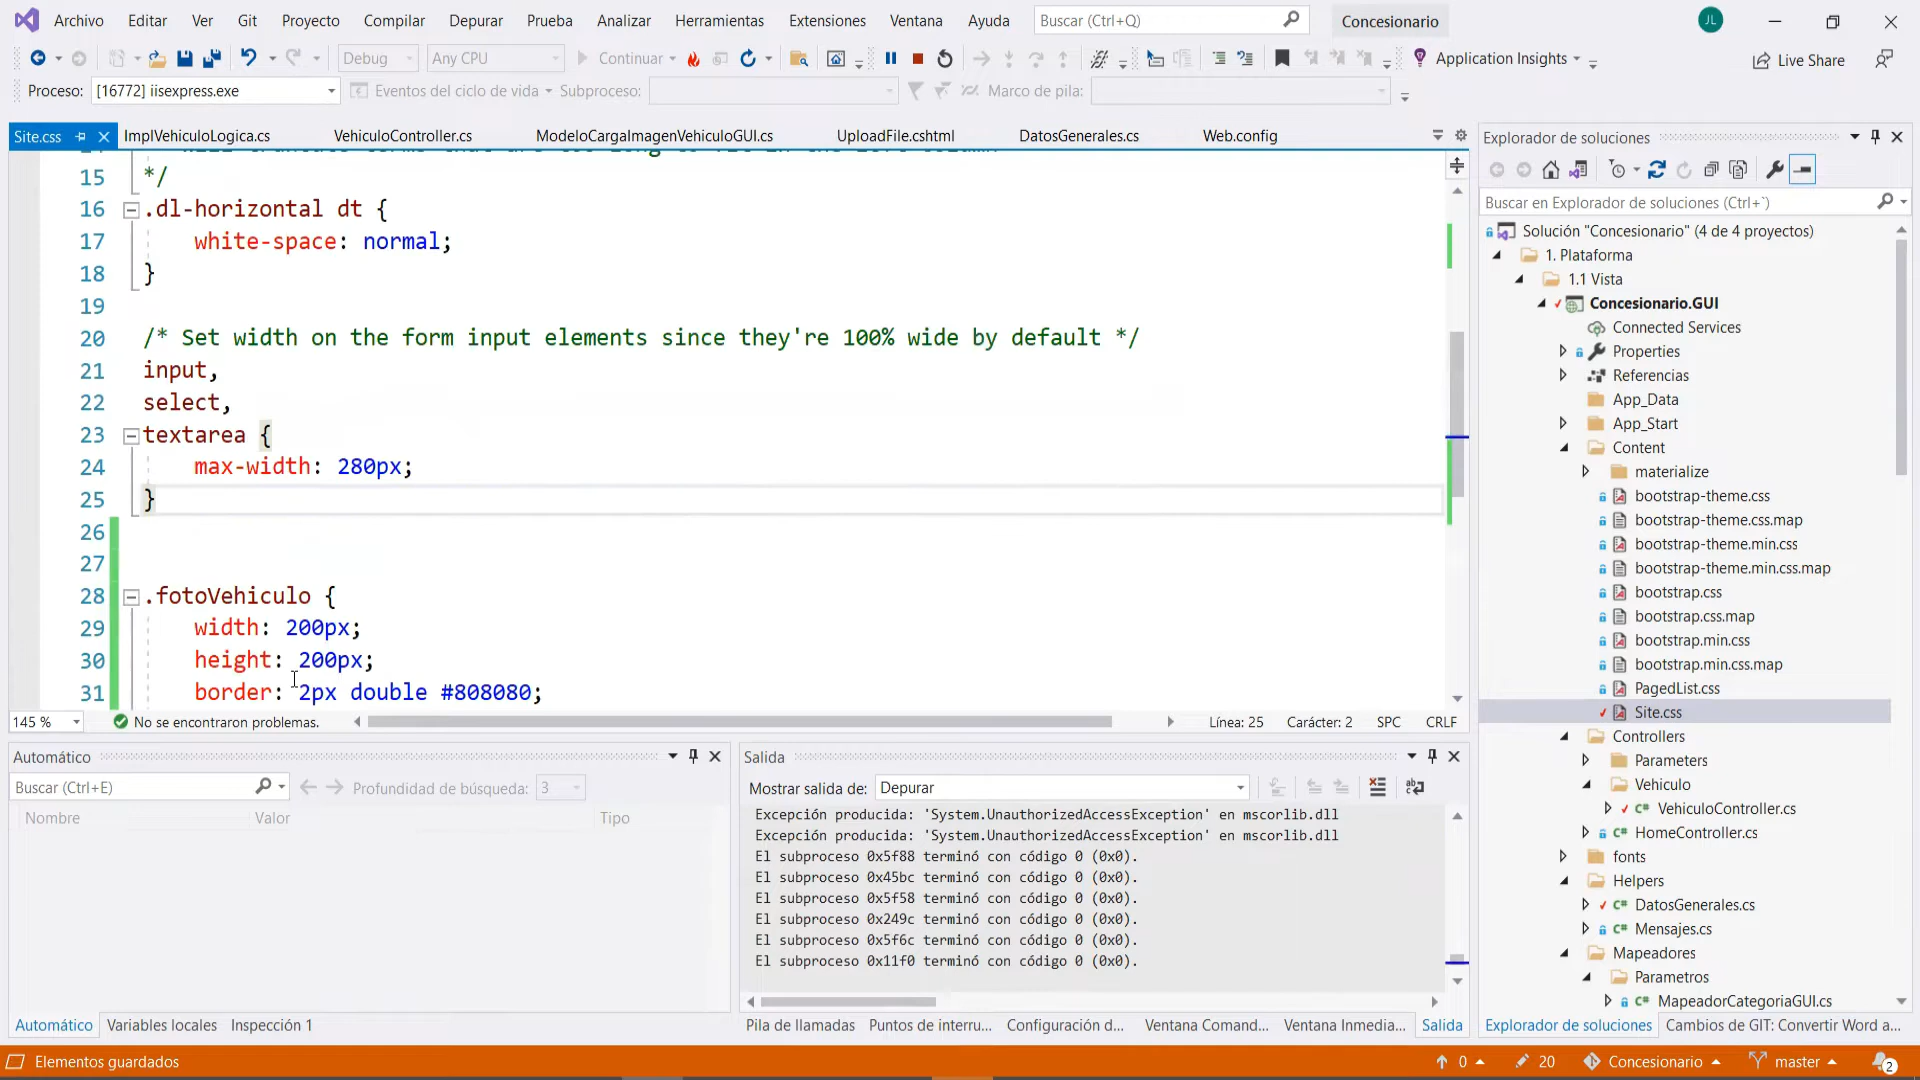 Archivo Editar Ver Git Proyecto Compilar Depurar Prueba Analizar Herramientas Extensiones Ventana Ayuda Buscar (Ctrl+Q) Concesionario JL
Debug Any CPU Continuar Application Insights Live Share
Proceso: [16772] iisexpress.exe Eventos del ciclo de vida Subproceso: Marco de pila:
Site.css ImplVehiculoLogica.cs VehiculoController.cs ModeloCargaImagenVehiculoGUI.cs UploadFile.cshtml DatosGenerales.cs Web.config
15 */
16 .dl-horizontal dt {
17 white-space: normal;
18 }
19
20 /* Set width on the form input elements since they're 100% wide by default */
21 input,
22 select,
23 textarea {
24 max-width: 280px;
25 }
26
27
28 .fotoVehiculo {
29 width: 200px;
30 height: 200px;
31 border: 2px double #808080;
145 % No se encontraron problemas. Línea: 25 Carácter: 2 SPC CRLF
Automático
Buscar (Ctrl+E) Profundidad de búsqueda: 3
Nombre Valor Tipo
Automático Variables locales Inspección 1
Salida
Mostrar salida de: Depurar
Excepción producida: 'System.UnauthorizedAccessException' en mscorlib.dll
Excepción producida: 'System.UnauthorizedAccessException' en mscorlib.dll
El subproceso 0x5f88 terminó con código 0 (0x0).
El subproceso 0x45bc terminó con código 0 (0x0).
El subproceso 0x5f58 terminó con código 0 (0x0).
El subproceso 0x249c terminó con código 0 (0x0).
El subproceso 0x5f6c terminó con código 0 (0x0).
El subproceso 0x11f0 terminó con código 0 (0x0).
Pila de llamadas Puntos de interru... Configuración d... Ventana Comand... Ventana Inmedia... Salida
Explorador de soluciones
Buscar en Explorador de soluciones (Ctrl+`)
Solución "Concesionario" (4 de 4 proyectos)
1. Plataforma
1.1 Vista
Concesionario.GUI
Connected Services
Properties
Referencias
App_Data
App_Start
Content
materialize
bootstrap-theme.css
bootstrap-theme.css.map
bootstrap-theme.min.css
bootstrap-theme.min.css.map
bootstrap.css
bootstrap.css.map
bootstrap.min.css
bootstrap.min.css.map
PagedList.css
Site.css
Controllers
Parameters
Vehiculo
C# VehiculoController.cs
C# HomeController.cs
fonts
Helpers
C# DatosGenerales.cs
C# Mensajes.cs
Mapeadores
Parametros
C# MapeadorCategoriaGUI.cs
Explorador de soluciones Cambios de GIT: Convertir Word a...
Elementos guardados 0 20 Concesionario master 2